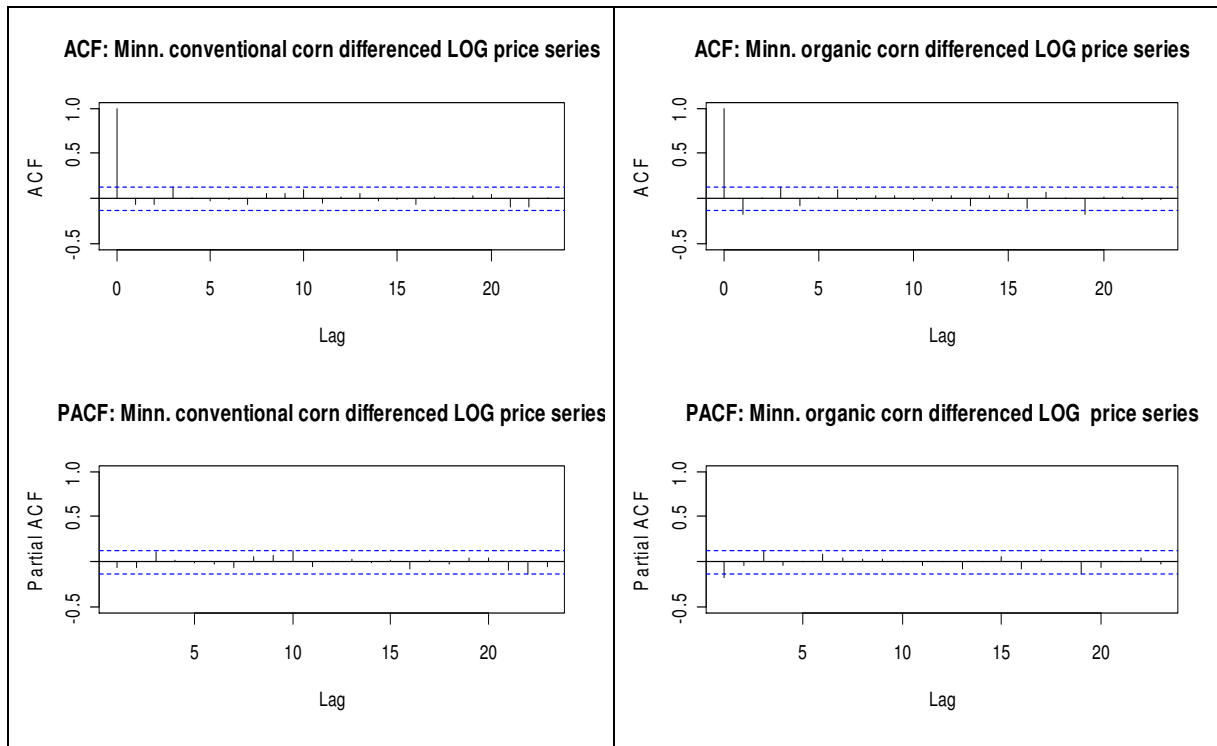 ACF: Minn. conventional corn differenced LOG price series
ACF
1.0
0.5
-0.5
0 5 10 15 20
Lag
ACF: Minn. organic corn differenced LOG price series
ACF
1.0
0.5
-0.5
0 5 10 15 20
Lag
PACF: Minn. conventional corn differenced LOG price series
Partial ACF
1.0
0.5
-0.5
5 10 15 20
Lag
PACF: Minn. organic corn differenced LOG price series
Partial ACF
1.0
0.5
-0.5
5 10 15 20
Lag